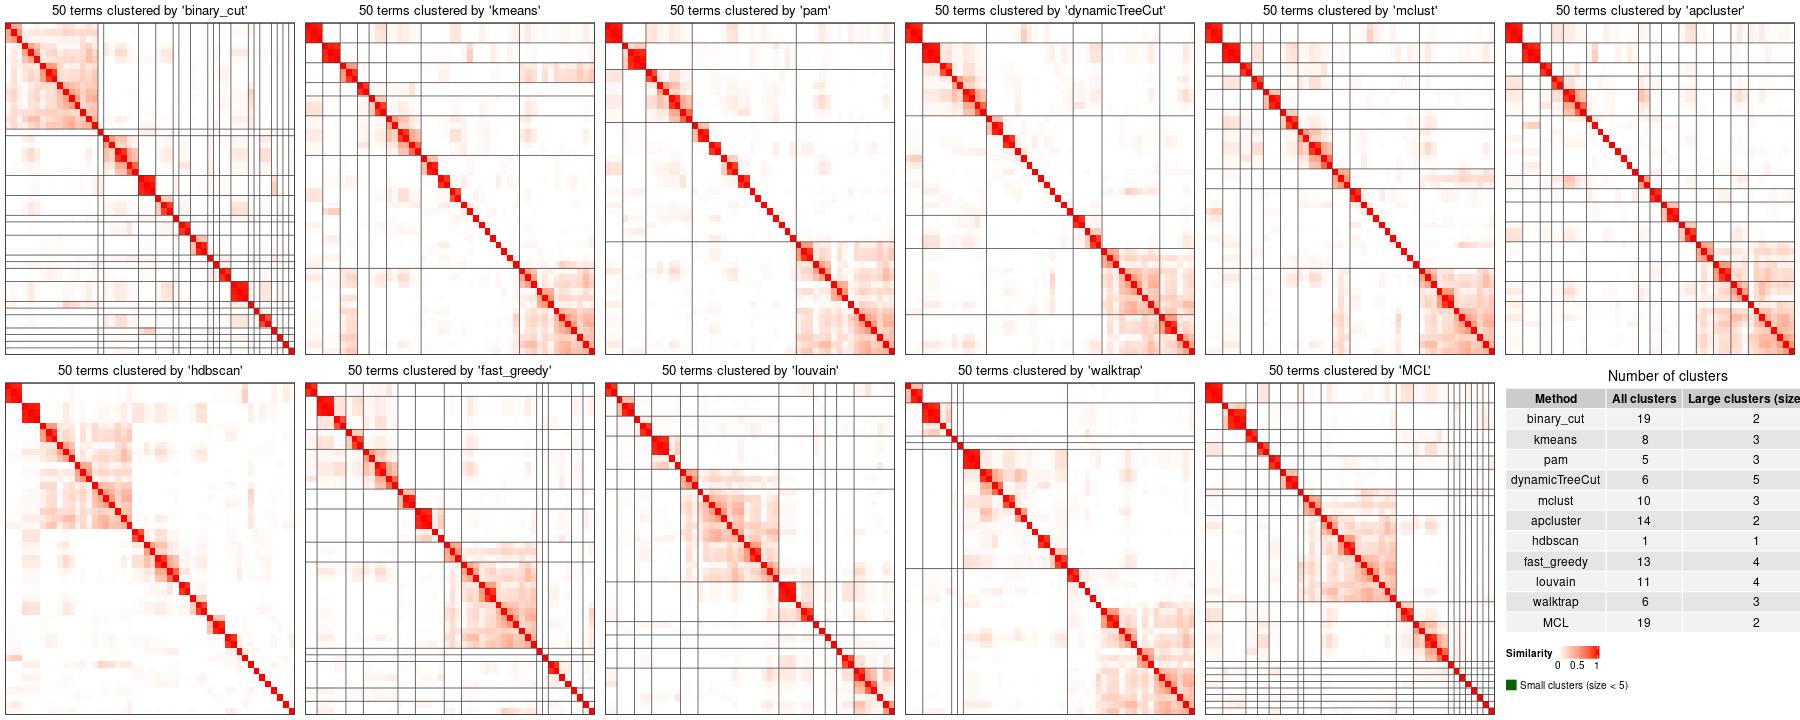 50 terms clustered by 'binary_cut'
50 terms clustered by 'kmeans'
50 terms clustered by 'pam'
50 terms clustered by 'dynamicTreeCut'
50 terms clustered by 'mclust'
50 terms clustered by 'apcluster'
50 terms clustered by 'hdbscan'
50 terms clustered by 'fast_greedy'
50 terms clustered by 'louvain'
50 terms clustered by 'walktrap'
50 terms clustered by 'MCL'
Number of clusters
Method All clusters Large clusters (size
binary_cut 19 2
kmeans 8 3
pam 5 3
dynamicTreeCut 6 5
mclust 10 3
apcluster 14 2
hdbscan 1 1
fast_greedy 13 4
louvain 11 4
walktrap 6 3
MCL 19 2
Similarity
0 0.5 1
Small clusters (size < 5)